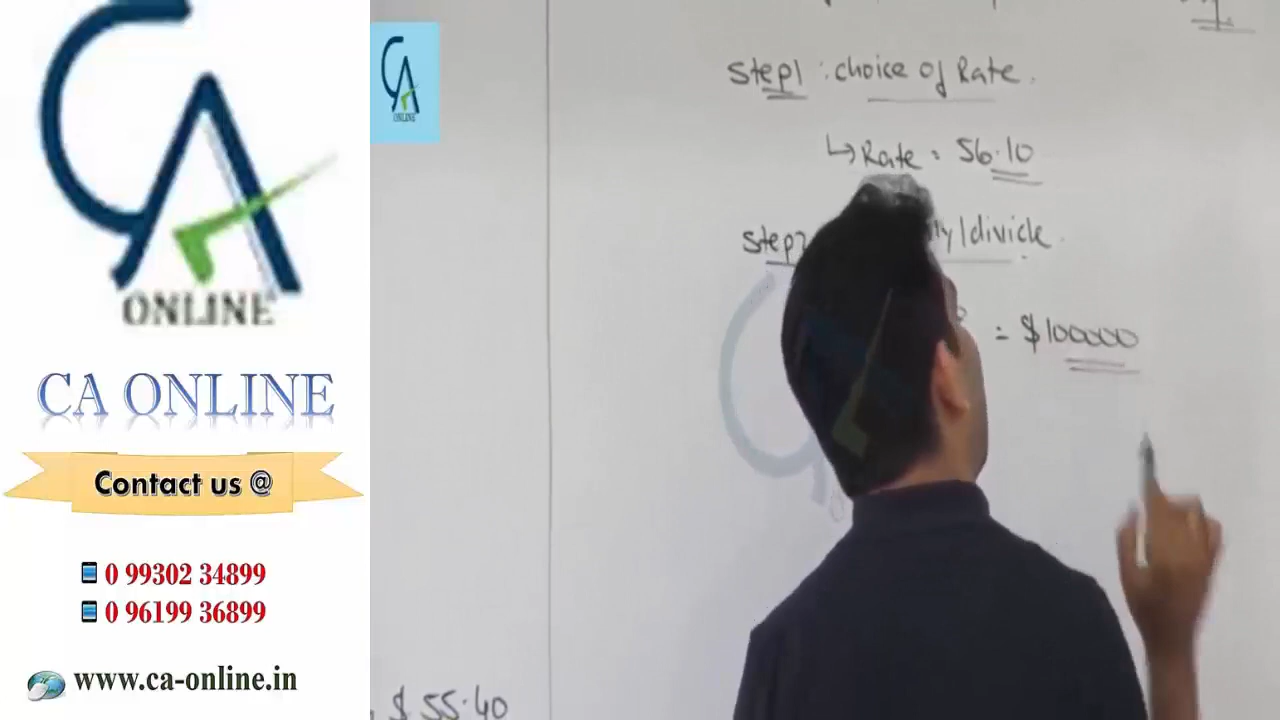 ONLINE
CA ONLINE
Contact us @
0 99302 34899
0 96199 36899
www.ca-online.in
ONLINE
Step1 : choice of Rate.
↳ Rate = 56.10
Step2 /divide
= $100000
$ 55.40